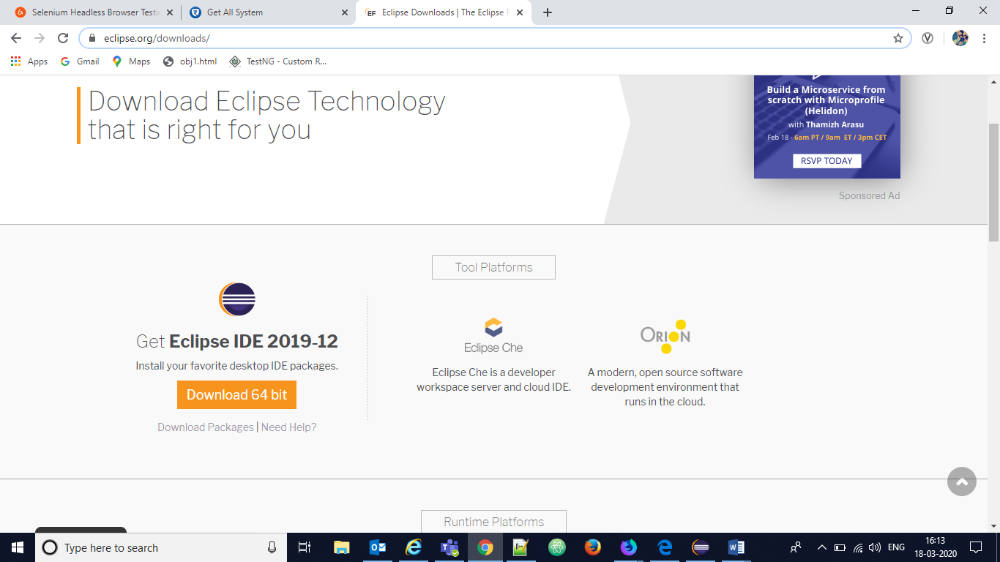 Selenium Headless Browser Testi
Get All System
Eclipse Downloads | The Eclipse F
eclipse.org/downloads/
Apps
Gmail
Maps
obj1.html
TestNG - Custom R...
Download Eclipse Technology
that is right for you
Build a Microservice from
scratch with Microprofile
(Helidon)
with Thamizh Arasu
Feb 18 - 6am PT / 9am ET / 3pm CET
RSVP TODAY
Sponsored Ad
Tool Platforms
Get Eclipse IDE 2019-12
Install your favorite desktop IDE packages.
Download 64 bit
Download Packages | Need Help?
Eclipse Che
Eclipse Che is a developer
workspace server and cloud IDE.
ORION
A modern, open source software
development environment that
runs in the cloud.
Runtime Platforms
Type here to search
ENG
16:13
18-03-2020